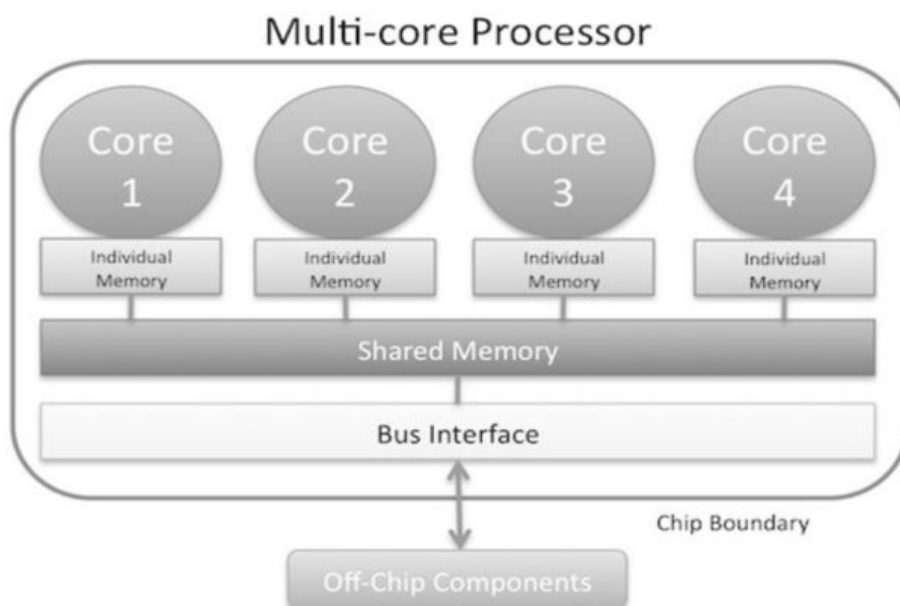 Multi-core Processor
Core
1
Core
2
Core
3
Core
4
Individual
Memory
Individual
Memory
Individual
Memory
Individual
Memory
Shared Memory
Bus Interface
Chip Boundary
Off-Chip Components